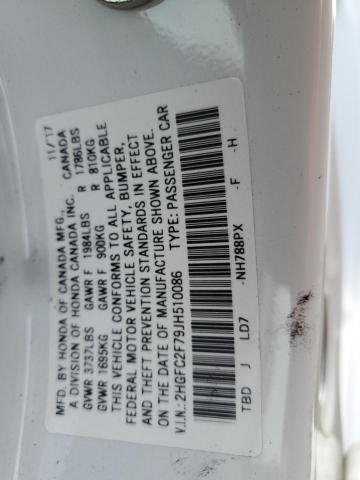 MFD. BY HONDA OF CANADA MFG. 11/17
A DIVISION OF HONDA CANADA INC. CANADA
GVWR 3737LBS GAWR F 1984LBS R 1786LBS
GVWR 1695KG GAWR F 900KG R 810KG
THIS VEHICLE CONFORMS TO ALL APPLICABLE
FEDERAL MOTOR VEHICLE SAFETY, BUMPER,
AND THEFT PREVENTION STANDARDS IN EFFECT
ON THE DATE OF MANUFACTURE SHOWN ABOVE.
V.I.N.: 2HGFC2F79JH510086 TYPE: PASSENGER CAR
TBD J LD7 -NH788PX -F -H